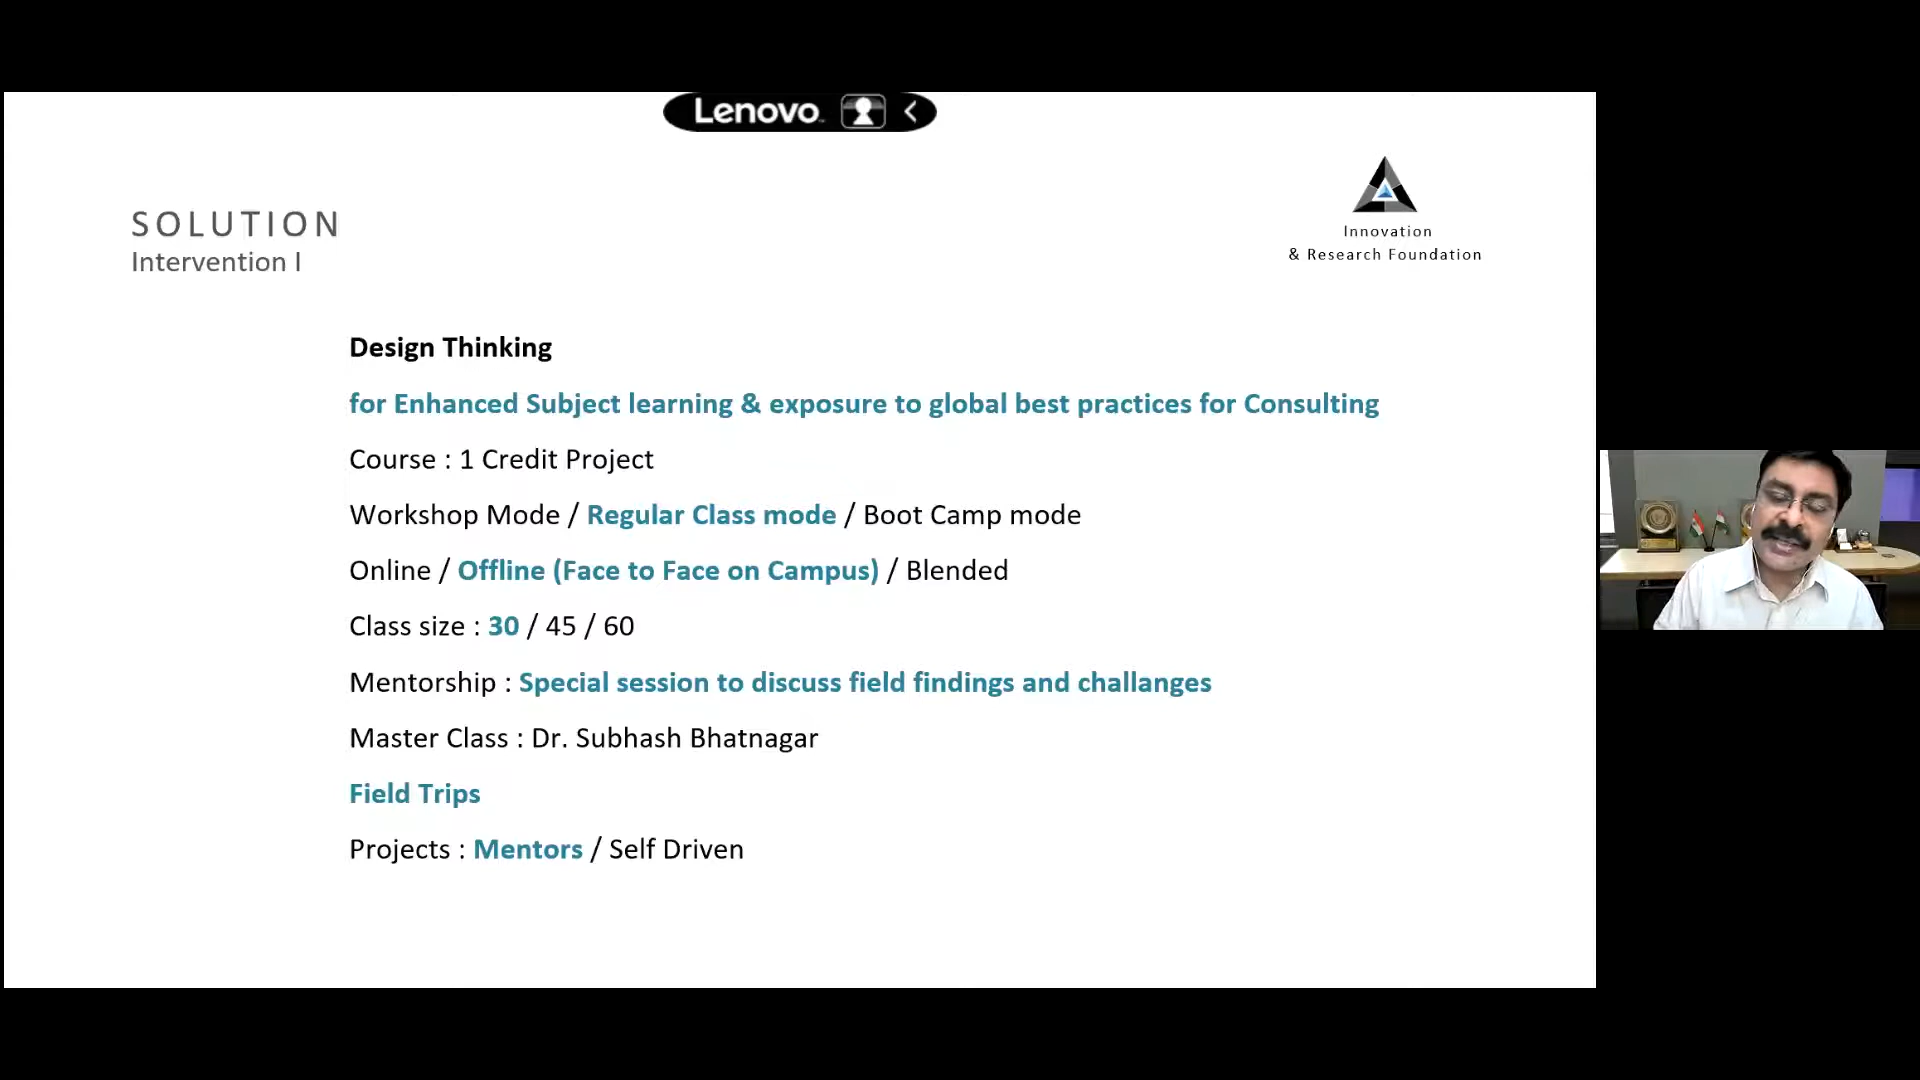 Lenovo
SOLUTION
Intervention I
Innovation
& Research Foundation
Design Thinking
for Enhanced Subject learning & exposure to global best practices for Consulting
Course : 1 Credit Project
Workshop Mode / Regular Class mode / Boot Camp mode
Online / Offline (Face to Face on Campus) / Blended
Class size : 30 / 45 / 60
Mentorship : Special session to discuss field findings and challanges
Master Class : Dr. Subhash Bhatnagar
Field Trips
Projects : Mentors / Self Driven